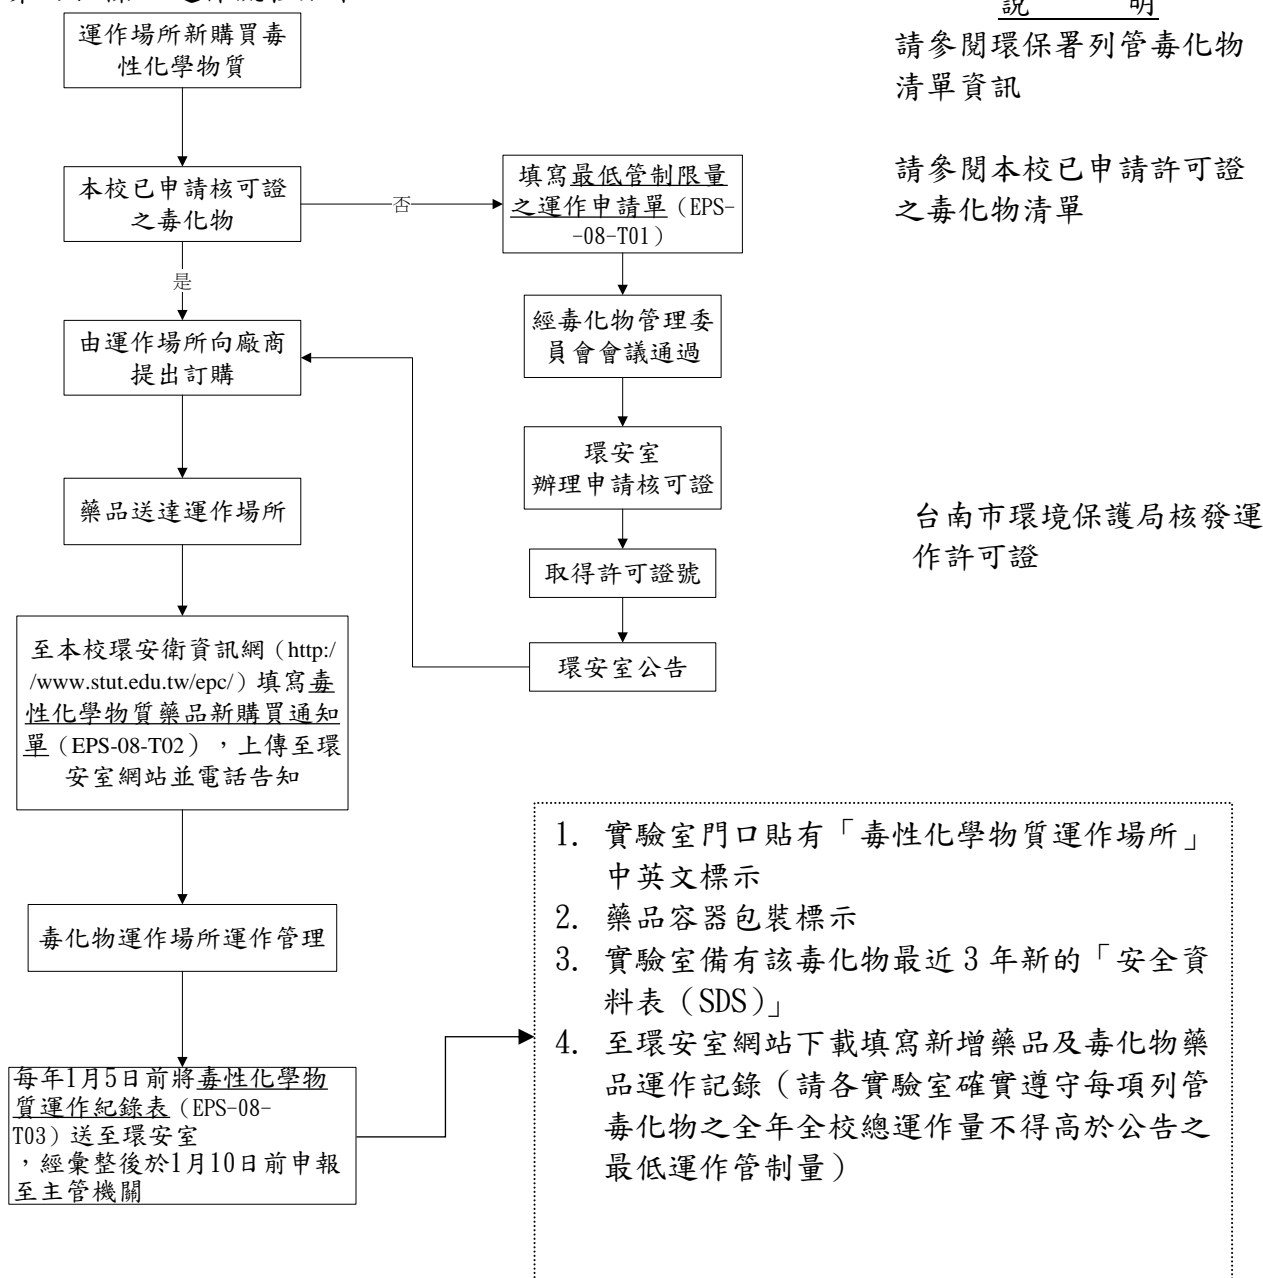 說 明
運作場所新購買毒
性化學物質
請參閱環保署列管毒化物
清單資訊
本校已申請核可證
之毒化物
否
填寫最低管制限量
之運作申請單（EPS-
-08-T01）
請參閱本校已申請許可證
之毒化物清單
是
由運作場所向廠商
提出訂購
經毒化物管理委
員會會議通過
環安室
辦理申請核可證
藥品送達運作場所
台南市環境保護局核發運
作許可證
取得許可證號
環安室公告
至本校環安衛資訊網（http:/
/www.stut.edu.tw/epc/）填寫毒
性化學物質藥品新購買通知
單（EPS-08-T02），上傳至環
安室網站並電話告知
毒化物運作場所運作管理
每年1月5日前將毒性化學物
質運作紀錄表（EPS-08-
T03）送至環安室
，經彙整後於1月10日前申報
至主管機關
1. 實驗室門口貼有「毒性化學物質運作場所」
中英文標示
2. 藥品容器包裝標示
3. 實驗室備有該毒化物最近 3 年新的「安全資
料表（SDS）」
4. 至環安室網站下載填寫新增藥品及毒化物藥
品運作記錄（請各實驗室確實遵守每項列管
毒化物之全年全校總運作量不得高於公告之
最低運作管制量）